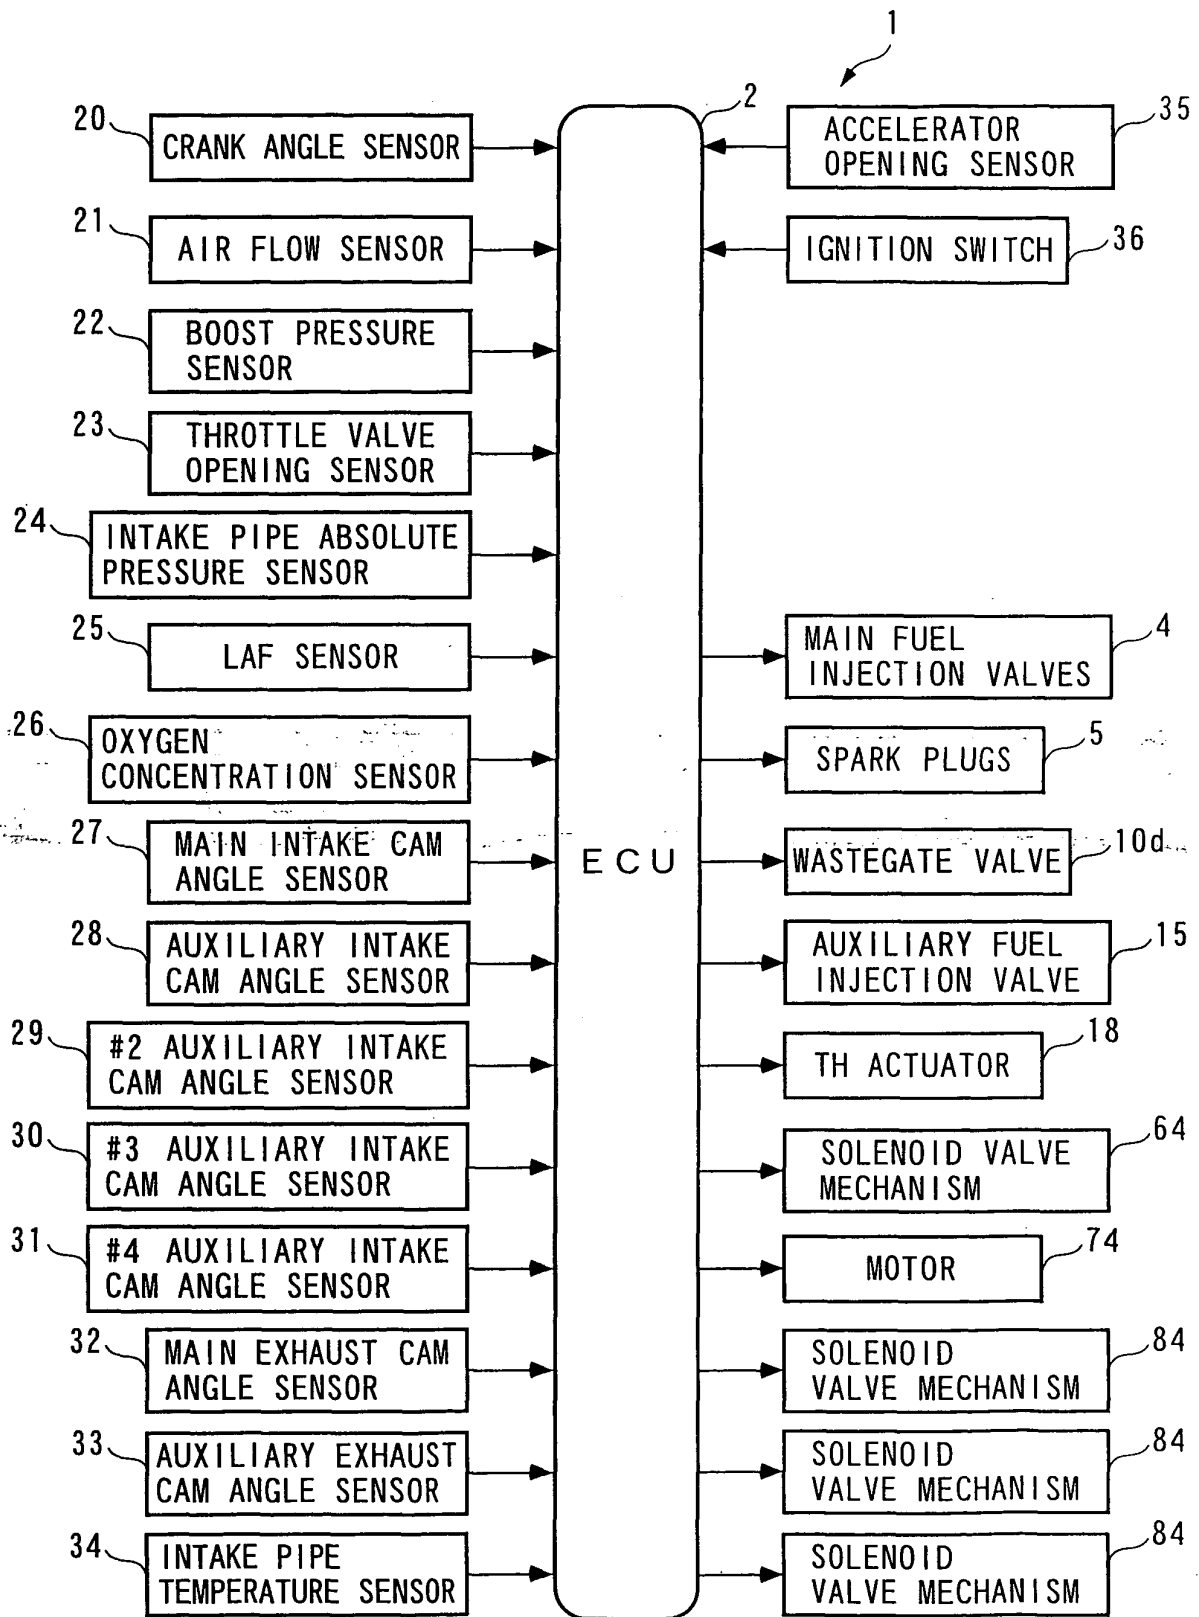 1
2
20
CRANK ANGLE SENSOR
21
AIR FLOW SENSOR
22
BOOST PRESSURE
SENSOR
23
THROTTLE VALVE
OPENING SENSOR
24
INTAKE PIPE ABSOLUTE
PRESSURE SENSOR
25
LAF SENSOR
26
OXYGEN
CONCENTRATION SENSOR
27
MAIN INTAKE CAM
ANGLE SENSOR
28
AUXILIARY INTAKE
CAM ANGLE SENSOR
29
#2 AUXILIARY INTAKE
CAM ANGLE SENSOR
30
#3 AUXILIARY INTAKE
CAM ANGLE SENSOR
31
#4 AUXILIARY INTAKE
CAM ANGLE SENSOR
32
MAIN EXHAUST CAM
ANGLE SENSOR
33
AUXILIARY EXHAUST
CAM ANGLE SENSOR
34
INTAKE PIPE
TEMPERATURE SENSOR
ECU
35
ACCELERATOR
OPENING SENSOR
36
IGNITION SWITCH
4
MAIN FUEL
INJECTION VALVES
5
SPARK PLUGS
10d
WASTEGATE VALVE
15
AUXILIARY FUEL
INJECTION VALVE
18
TH ACTUATOR
64
SOLENOID VALVE
MECHANISM
74
MOTOR
84
SOLENOID
VALVE MECHANISM
84
SOLENOID
VALVE MECHANISM
84
SOLENOID
VALVE MECHANISM